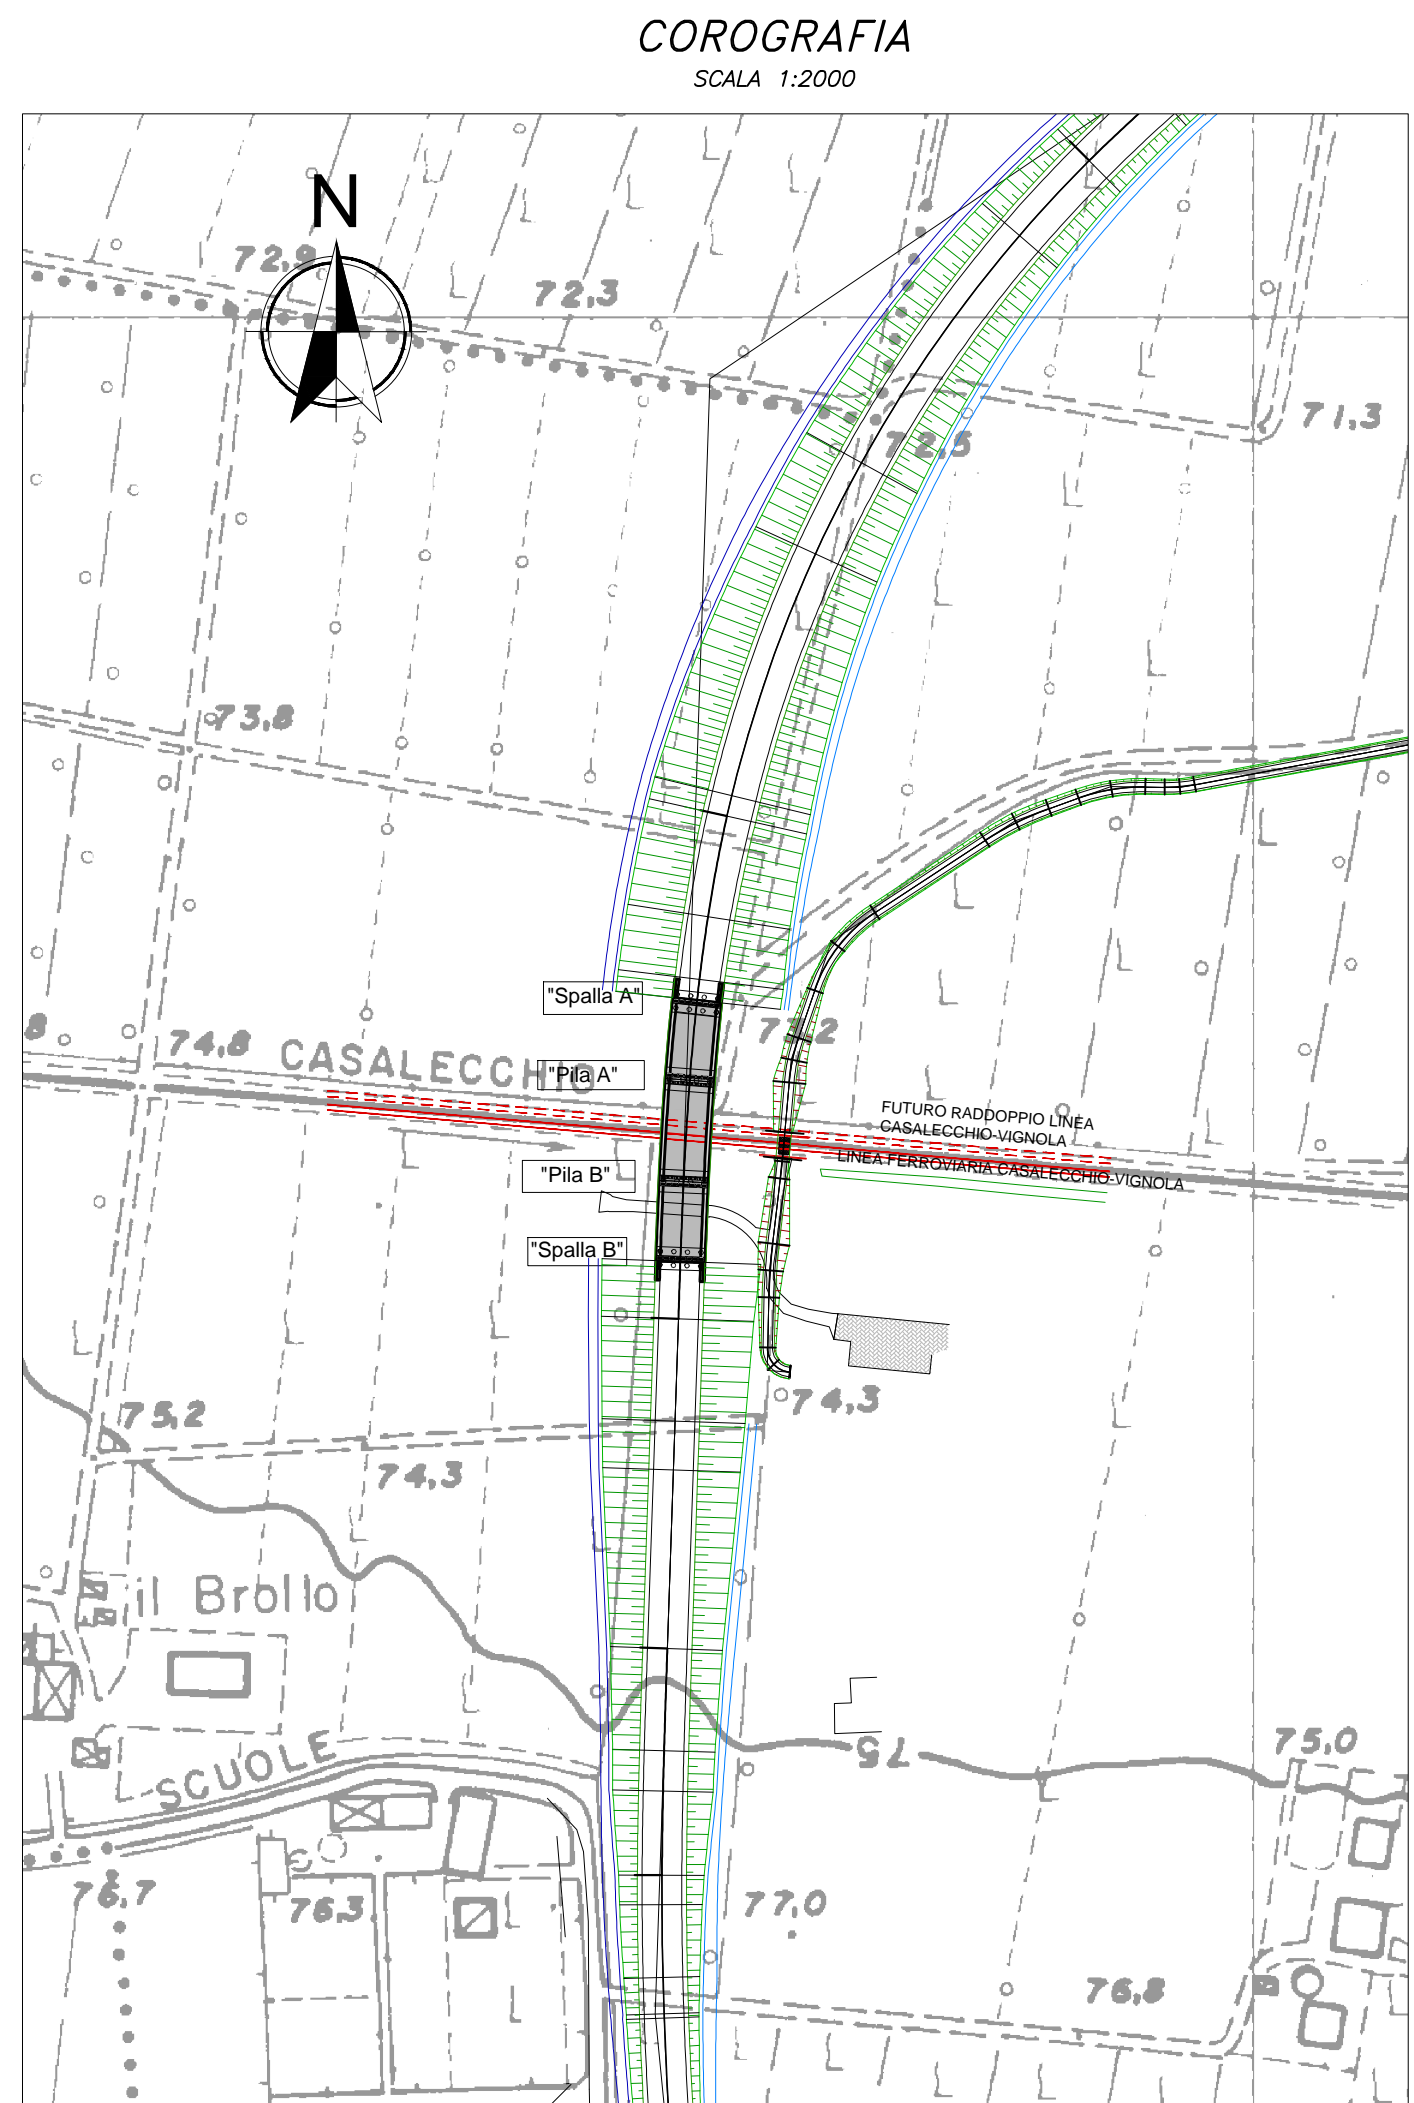 COROGRAFIA
SCALA 1:2000
N
72,9
72,3
71,3
72,5
73,8
"Spalla A"
8
74,8
CASALECCHIO
"Pila A"
FUTURO RADDOPPIO LINEA
CASALECCHIO-VIGNOLA
LINEA FERROVIARIA CASALECCHIO-VIGNOLA
"Pila B"
"Spalla B"
74,3
75,2
74,3
il Brollo
75
75,0
SCUOLE
76,7
76,3
77,0
76,8